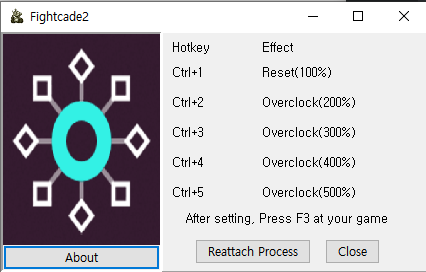 Fightcade2
Hotkey Effect
Ctrl+1 Reset(100%)
Ctrl+2 Overclock(200%)
Ctrl+3 Overclock(300%)
Ctrl+4 Overclock(400%)
Ctrl+5 Overclock(500%)
After setting, Press F3 at your game
About
Reattach Process Close